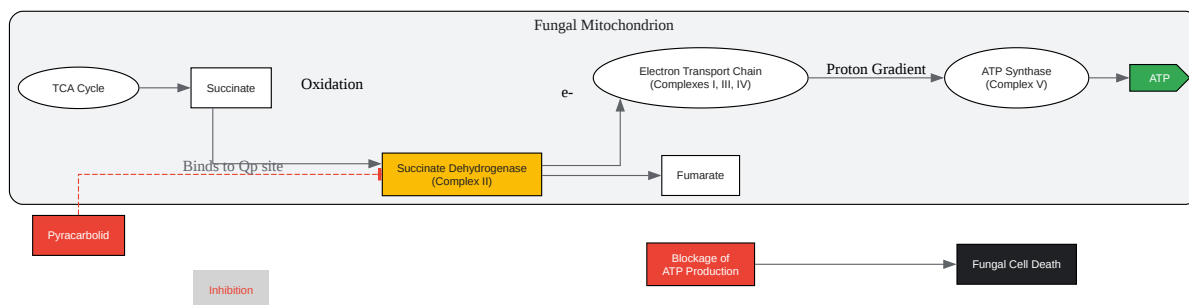 Fungal Mitochondrion
TCA Cycle
Succinate
Oxidation
e-
Electron Transport Chain
(Complexes I, III, IV)
Proton Gradient
ATP Synthase
(Complex V)
ATP
Binds to Qp site
Succinate Dehydrogenase
(Complex II)
Fumarate
Pyracarbolid
Blockage of
ATP Production
Fungal Cell Death
Inhibition